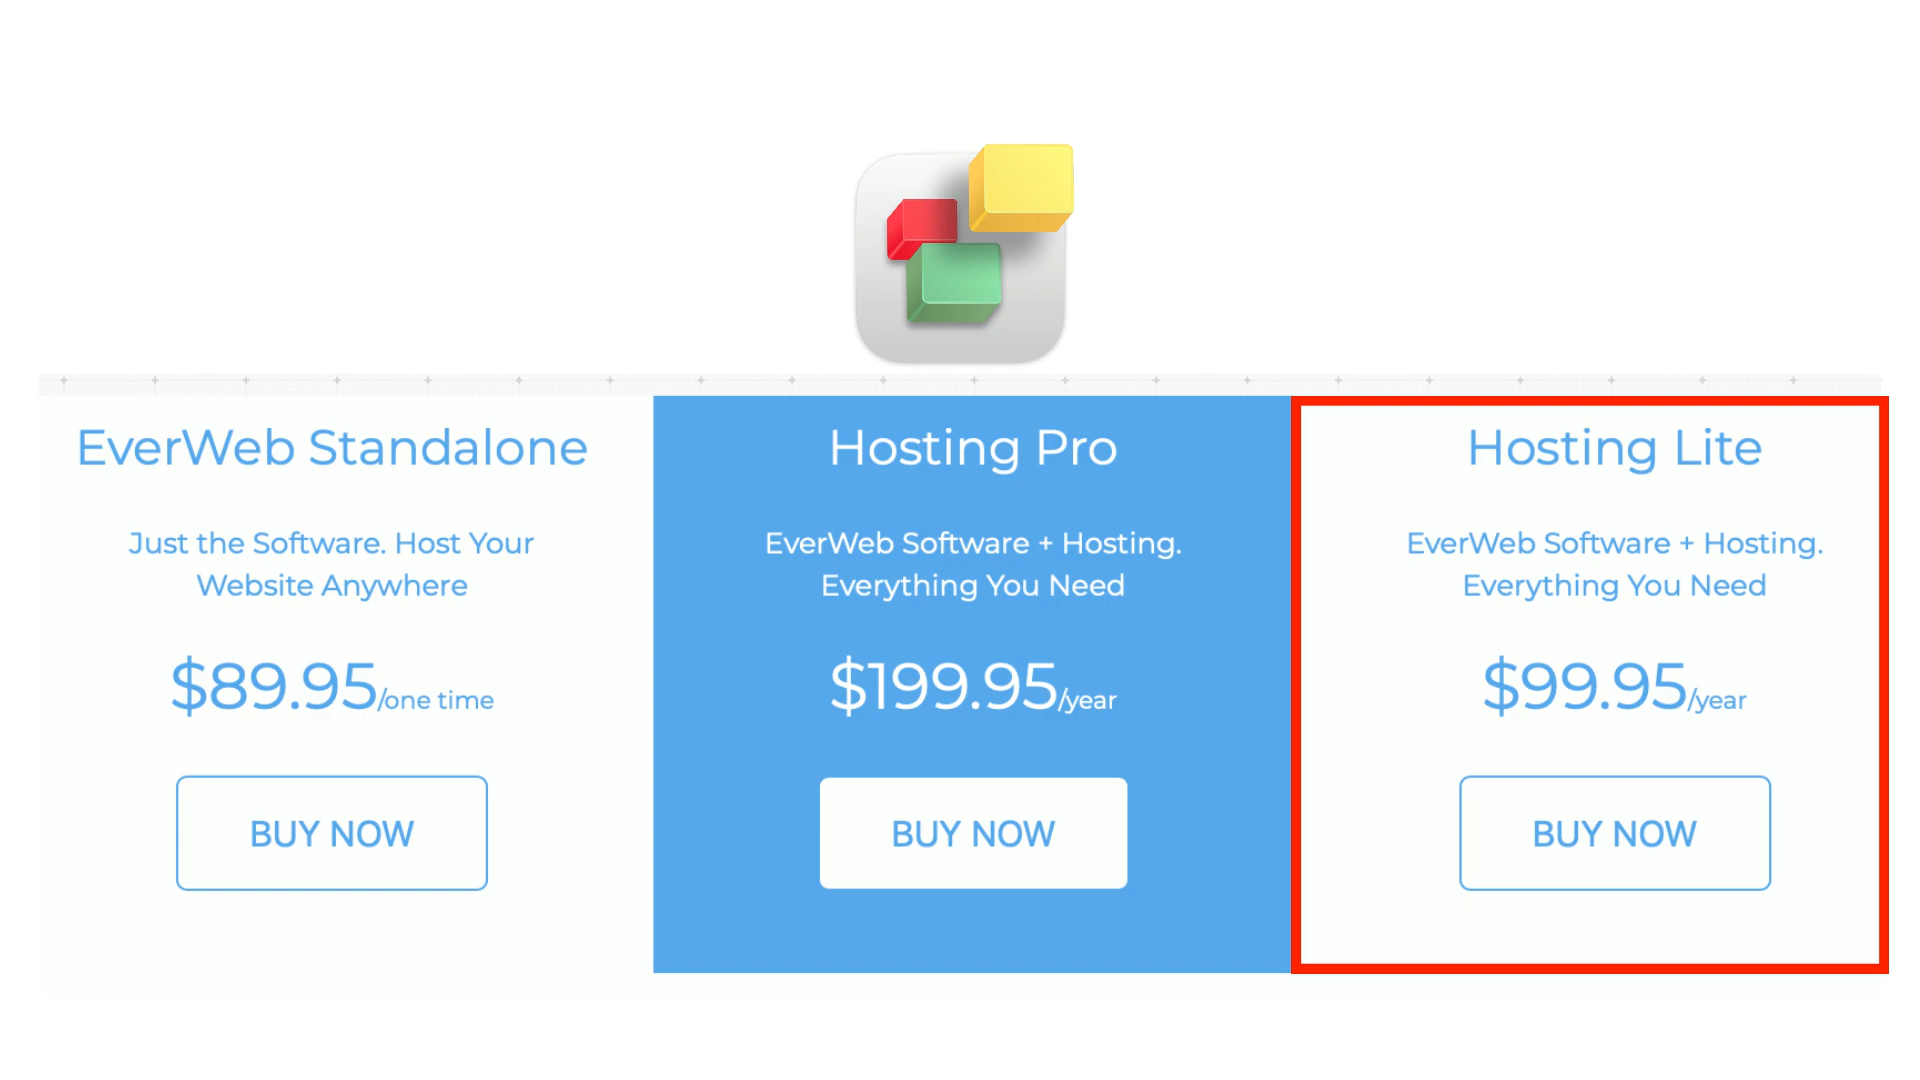 EverWeb Standalone
Just the Software. Host Your
Website Anywhere
$89.95/one time
BUY NOW
Hosting Pro
EverWeb Software + Hosting.
Everything You Need
$199.95/year
BUY NOW
Hosting Lite
EverWeb Software + Hosting.
Everything You Need
$99.95/year
BUY NOW